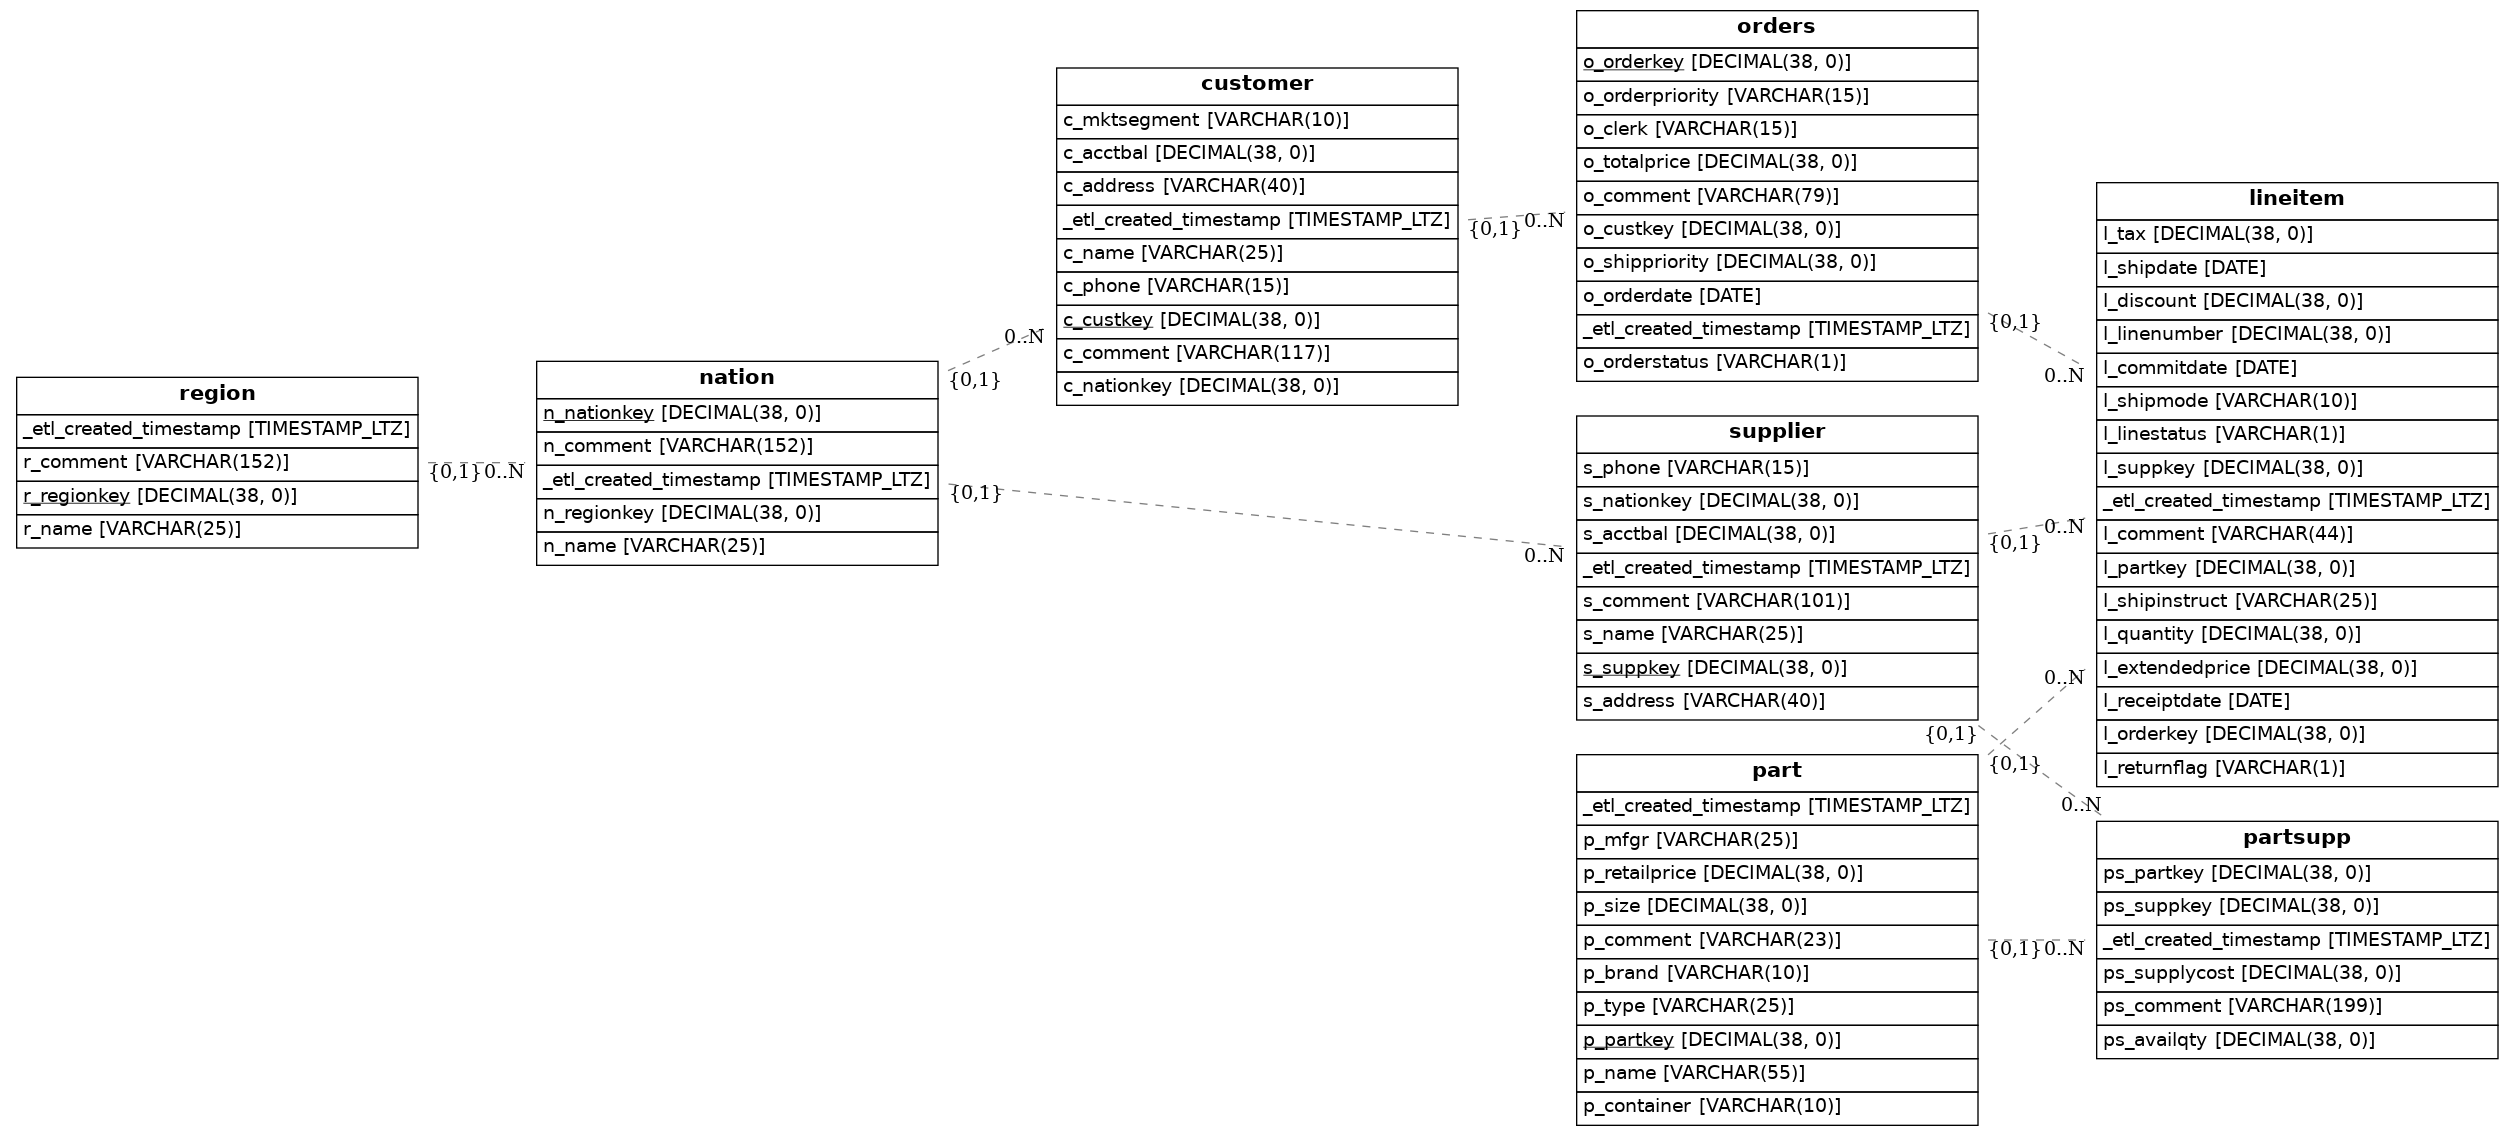 region
_etl_created_timestamp [TIMESTAMP_LTZ]
r_comment [VARCHAR(152)]
r_regionkey [DECIMAL(38, 0)]
r_name [VARCHAR(25)]
{0,1}
0..N
nation
n_nationkey [DECIMAL(38, 0)]
n_comment [VARCHAR(152)]
_etl_created_timestamp [TIMESTAMP_LTZ]
n_regionkey [DECIMAL(38, 0)]
n_name [VARCHAR(25)]
{0,1}
0..N
{0,1}
0..N
customer
c_mktsegment [VARCHAR(10)]
c_acctbal [DECIMAL(38, 0)]
c_address [VARCHAR(40)]
_etl_created_timestamp [TIMESTAMP_LTZ]
c_name [VARCHAR(25)]
c_phone [VARCHAR(15)]
c_custkey [DECIMAL(38, 0)]
c_comment [VARCHAR(117)]
c_nationkey [DECIMAL(38, 0)]
{0,1}
0..N
orders
o_orderkey [DECIMAL(38, 0)]
o_orderpriority [VARCHAR(15)]
o_clerk [VARCHAR(15)]
o_totalprice [DECIMAL(38, 0)]
o_comment [VARCHAR(79)]
o_custkey [DECIMAL(38, 0)]
o_shippriority [DECIMAL(38, 0)]
o_orderdate [DATE]
_etl_created_timestamp [TIMESTAMP_LTZ]
o_orderstatus [VARCHAR(1)]
{0,1}
0..N
supplier
s_phone [VARCHAR(15)]
s_nationkey [DECIMAL(38, 0)]
s_acctbal [DECIMAL(38, 0)]
_etl_created_timestamp [TIMESTAMP_LTZ]
s_comment [VARCHAR(101)]
s_name [VARCHAR(25)]
s_suppkey [DECIMAL(38, 0)]
s_address [VARCHAR(40)]
{0,1}
0..N
{0,1}
0..N
part
_etl_created_timestamp [TIMESTAMP_LTZ]
p_mfgr [VARCHAR(25)]
p_retailprice [DECIMAL(38, 0)]
p_size [DECIMAL(38, 0)]
p_comment [VARCHAR(23)]
p_brand [VARCHAR(10)]
p_type [VARCHAR(25)]
p_partkey [DECIMAL(38, 0)]
p_name [VARCHAR(55)]
p_container [VARCHAR(10)]
{0,1}
0..N
{0,1}
0..N
lineitem
l_tax [DECIMAL(38, 0)]
l_shipdate [DATE]
l_discount [DECIMAL(38, 0)]
l_linenumber [DECIMAL(38, 0)]
l_commitdate [DATE]
l_shipmode [VARCHAR(10)]
l_linestatus [VARCHAR(1)]
l_suppkey [DECIMAL(38, 0)]
_etl_created_timestamp [TIMESTAMP_LTZ]
l_comment [VARCHAR(44)]
l_partkey [DECIMAL(38, 0)]
l_shipinstruct [VARCHAR(25)]
l_quantity [DECIMAL(38, 0)]
l_extendedprice [DECIMAL(38, 0)]
l_receiptdate [DATE]
l_orderkey [DECIMAL(38, 0)]
l_returnflag [VARCHAR(1)]
partsupp
ps_partkey [DECIMAL(38, 0)]
ps_suppkey [DECIMAL(38, 0)]
_etl_created_timestamp [TIMESTAMP_LTZ]
ps_supplycost [DECIMAL(38, 0)]
ps_comment [VARCHAR(199)]
ps_availqty [DECIMAL(38, 0)]